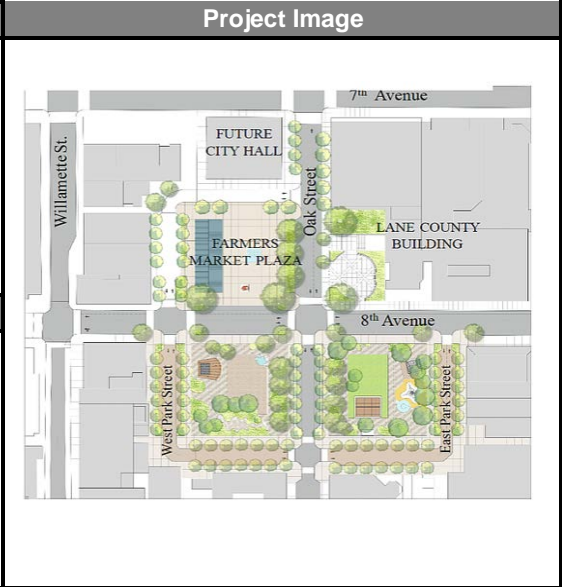 Project Image
7th Avenue
Willamette St.
FUTURE
CITY HALL
Oak Street
FARMERS
MARKET PLAZA
LANE COUNTY
BUILDING
8th Avenue
West Park Street
East Park Street